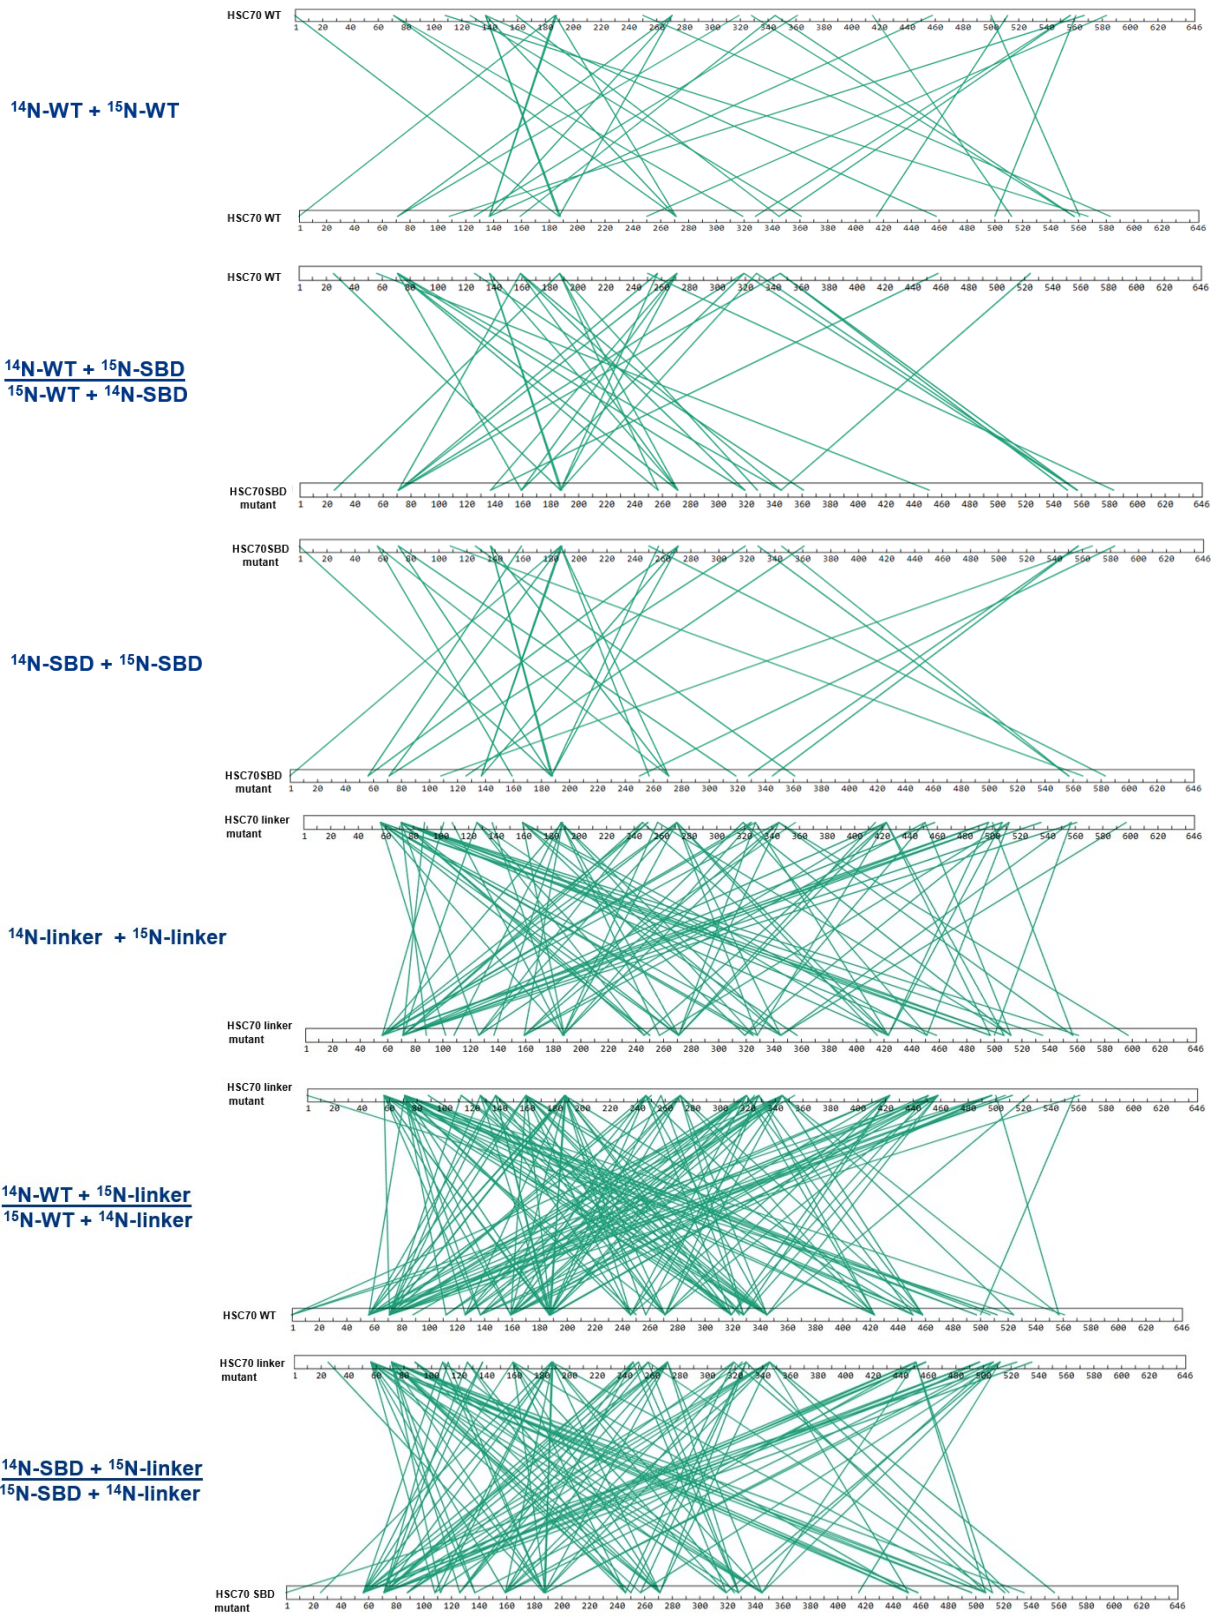 HSC70 WT
1 20 40 60 80 100 120 140 160 180 200 220 240 260 280 300 320 340 360 380 400 420 440 460 480 500 520 540 560 580 600 620 646
¹⁴N-WT + ¹⁵N-WT
HSC70 WT
1 20 40 60 80 100 120 140 160 180 200 220 240 260 280 300 320 340 360 380 400 420 440 460 480 500 520 540 560 580 600 620 646
HSC70 WT
1 20 40 60 80 100 120 140 160 180 200 220 240 260 280 300 320 340 360 380 400 420 440 460 480 500 520 540 560 580 600 620 646
¹⁴N-WT + ¹⁵N-SBD
¹⁵N-WT + ¹⁴N-SBD
HSC70SBD
mutant
1 20 40 60 80 100 120 140 160 180 200 220 240 260 280 300 320 340 360 380 400 420 440 460 480 500 520 540 560 580 600 620 646
HSC70SBD
mutant
1 20 40 60 80 100 120 140 160 180 200 220 240 260 280 300 320 340 360 380 400 420 440 460 480 500 520 540 560 580 600 620 646
¹⁴N-SBD + ¹⁵N-SBD
HSC70SBD
mutant
1 20 40 60 80 100 120 140 160 180 200 220 240 260 280 300 320 340 360 380 400 420 440 460 480 500 520 540 560 580 600 620 646
HSC70 linker
mutant
1 20 40 60 80 100 120 140 160 180 200 220 240 260 280 300 320 340 360 380 400 420 440 460 480 500 520 540 560 580 600 620 646
¹⁴N-linker + ¹⁵N-linker
HSC70 linker
mutant
1 20 40 60 80 100 120 140 160 180 200 220 240 260 280 300 320 340 360 380 400 420 440 460 480 500 520 540 560 580 600 620 646
HSC70 linker
mutant
1 20 40 60 80 100 120 140 160 180 200 220 240 260 280 300 320 340 360 380 400 420 440 460 480 500 520 540 560 580 600 620 646
¹⁴N-WT + ¹⁵N-linker
¹⁵N-WT + ¹⁴N-linker
HSC70 WT
1 20 40 60 80 100 120 140 160 180 200 220 240 260 280 300 320 340 360 380 400 420 440 460 480 500 520 540 560 580 600 620 646
HSC70 linker
mutant
1 20 40 60 80 100 120 140 160 180 200 220 240 260 280 300 320 340 360 380 400 420 440 460 480 500 520 540 560 580 600 620 646
¹⁴N-SBD + ¹⁵N-linker
¹⁵N-SBD + ¹⁴N-linker
HSC70 SBD
mutant
1 20 40 60 80 100 120 140 160 180 200 220 240 260 280 300 320 340 360 380 400 420 440 460 480 500 520 540 560 580 600 620 646